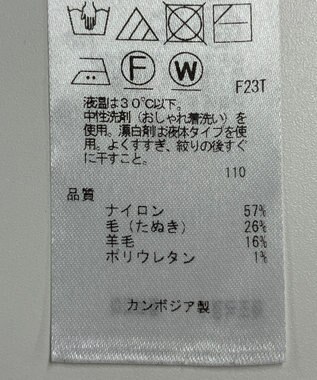 F W
F23T
液温は30℃以下。
中性洗剤（おしゃれ着洗い）を
使用。漂白剤は液体タイプを使
用。よくすすぎ、絞りの後すぐ
に干すこと。
110
品質
ナイロン 57%
毛（たぬき） 26%
羊毛 16%
ポリウレタン 1%
カンボジア製